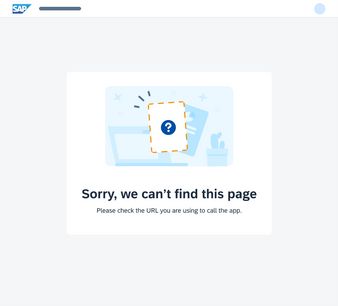 SAP
?
Sorry, we can't find this page
Please check the URL you are using to call the app.